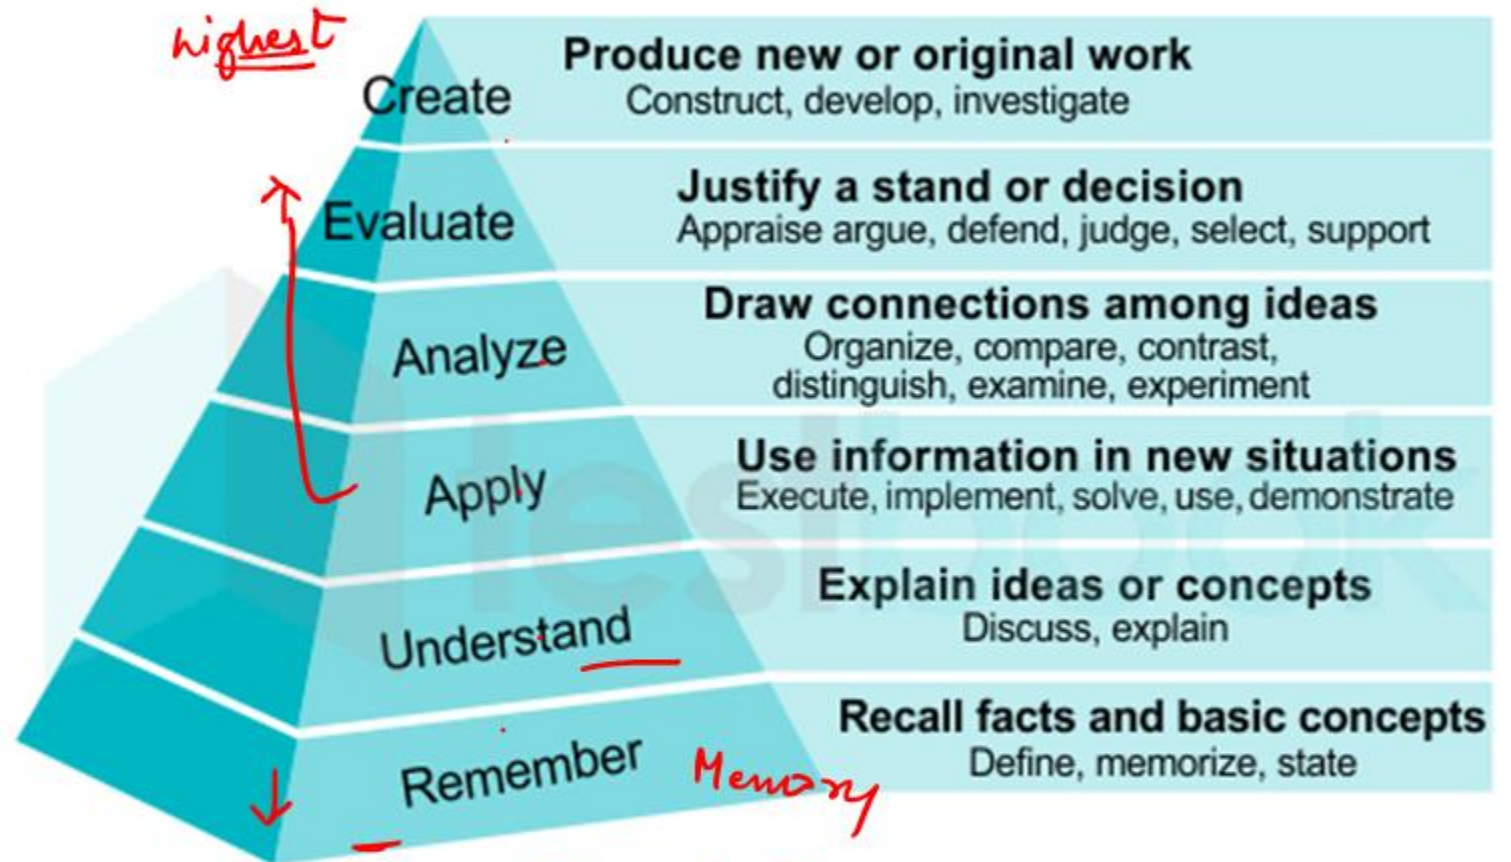 highest
Create
Produce new or original work
Construct, develop, investigate
Evaluate
Justify a stand or decision
Appraise argue, defend, judge, select, support
Analyze
Draw connections among ideas
Organize, compare, contrast,
distinguish, examine, experiment
Apply
Use information in new situations
Execute, implement, solve, use, demonstrate
Understand
Explain ideas or concepts
Discuss, explain
Remember
Memory
Recall facts and basic concepts
Define, memorize, state
testbook